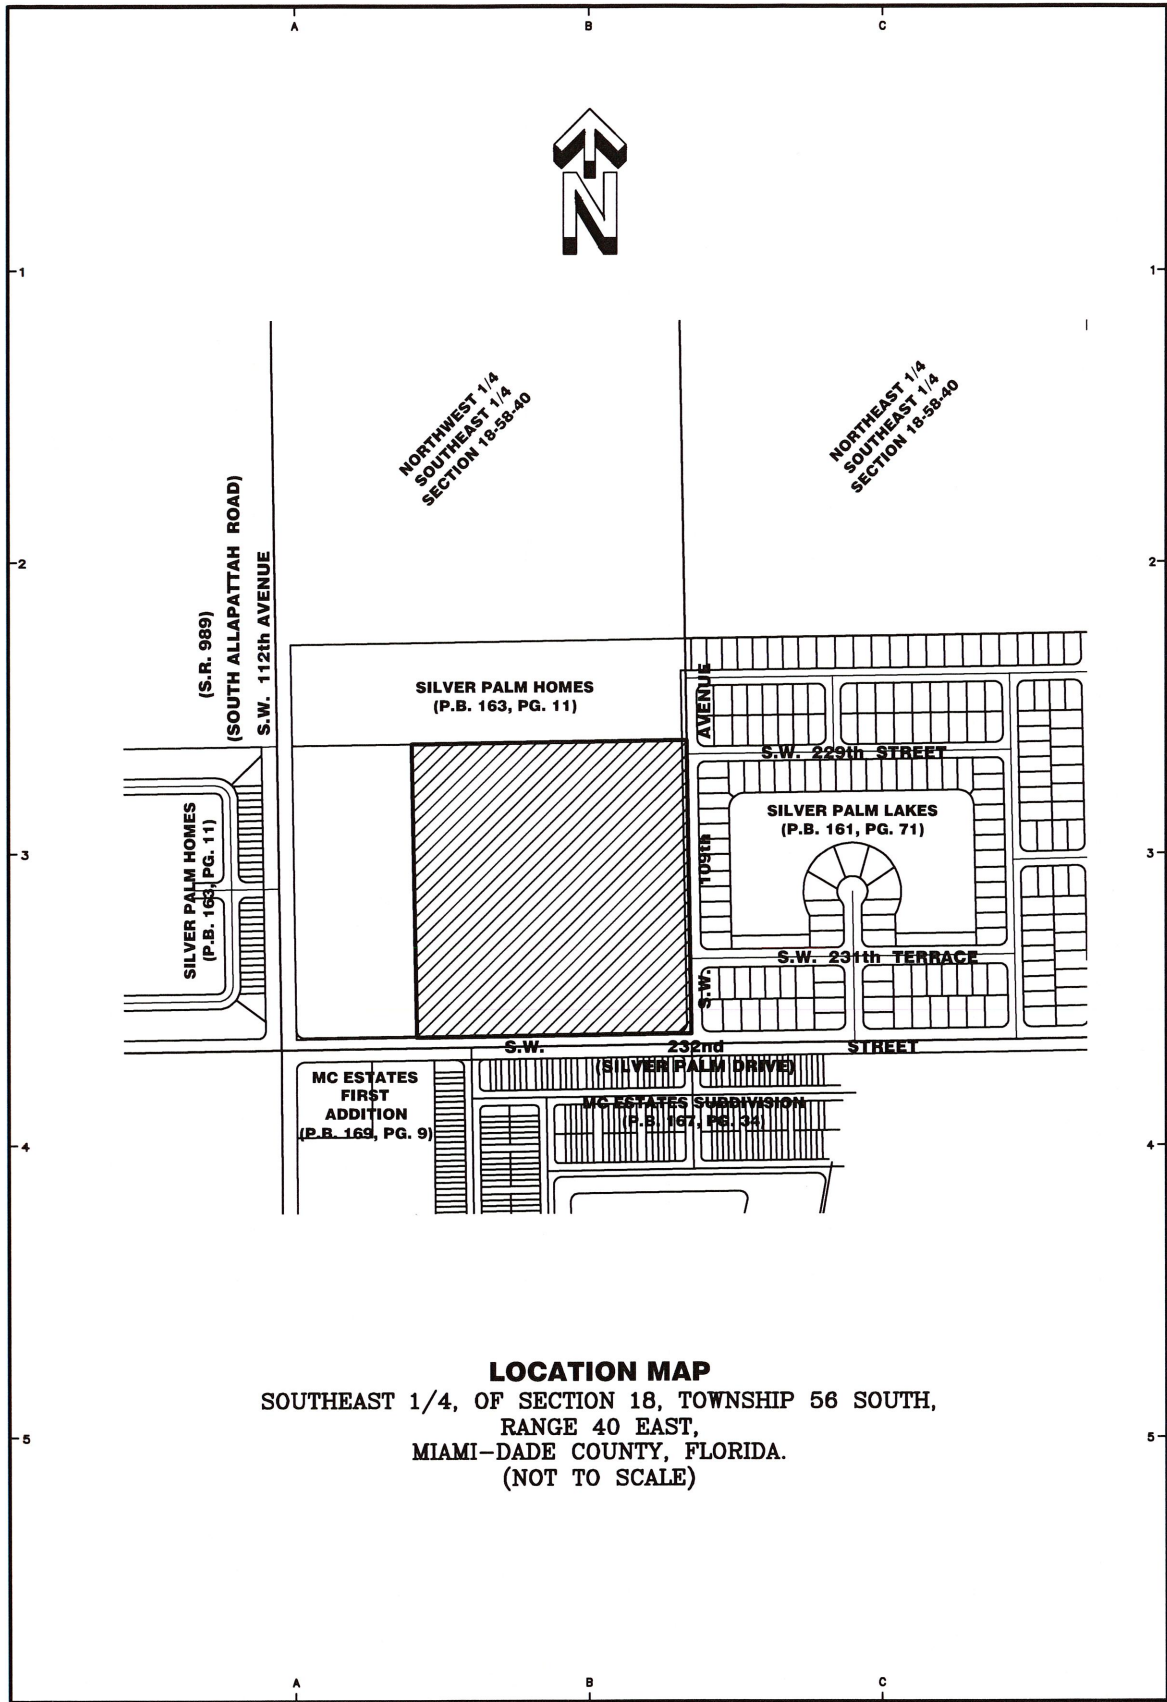 A
B
C
N
1
1
NORTHWEST 1/4
SOUTHEAST 1/4
SECTION 18-58-40
NORTHEAST 1/4
SOUTHEAST 1/4
SECTION 18-58-40
2
2
(S.R. 989)
(SOUTH ALLAPATTAH ROAD)
S.W. 112th AVENUE
SILVER PALM HOMES
(P.B. 163, PG. 11)
S.W. 109th AVENUE
S.W. 229th STREET
SILVER PALM HOMES
(P.B. 163, PG. 11)
SILVER PALM LAKES
(P.B. 161, PG. 71)
3
3
S.W. 231th TERRACE
S.W. 232nd STREET
(SILVER PALM DRIVE)
MC ESTATES
FIRST
ADDITION
(P.B. 169, PG. 9)
MC ESTATES SUBDIVISION
(P.B. 167, PG. 34)
4
4
LOCATION MAP
SOUTHEAST 1/4, OF SECTION 18, TOWNSHIP 56 SOUTH,
RANGE 40 EAST,
MIAMI-DADE COUNTY, FLORIDA.
(NOT TO SCALE)
5
5
A
B
C